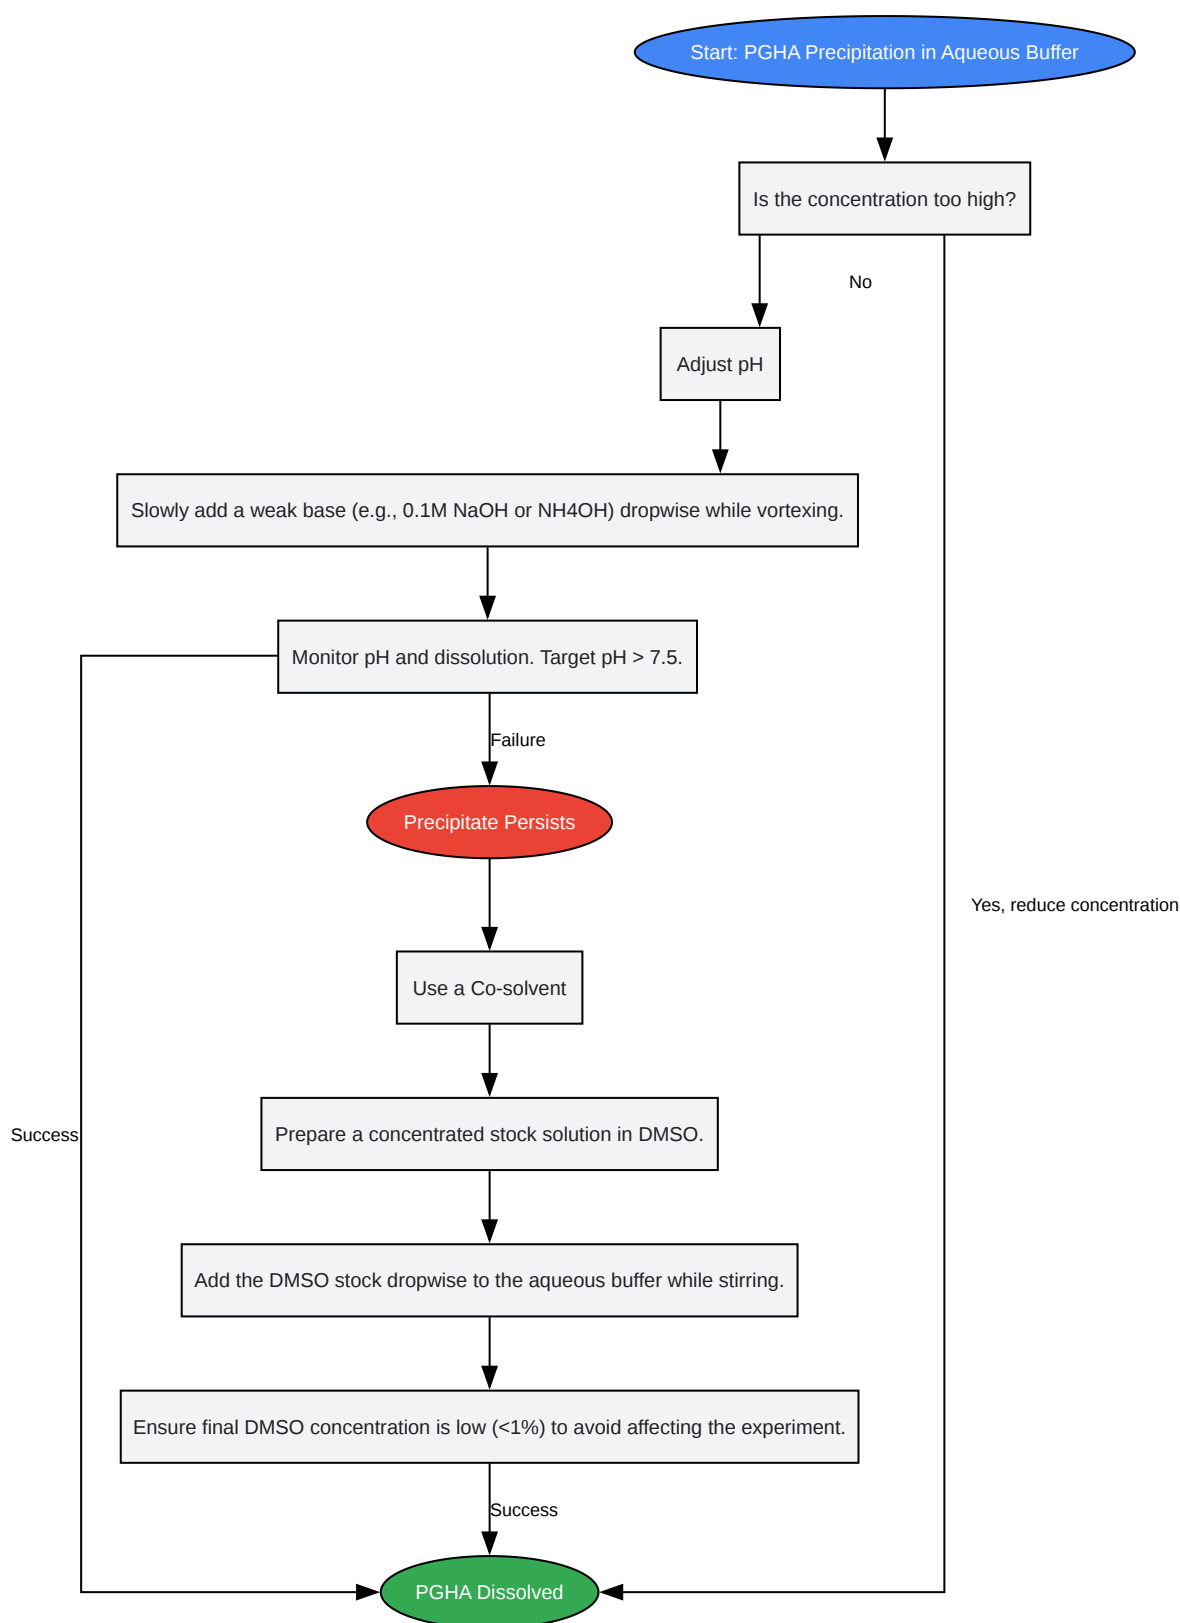 Start: PGHA Precipitation in Aqueous Buffer
Is the concentration too high?
No
Adjust pH
Slowly add a weak base (e.g., 0.1M NaOH or NH4OH) dropwise while vortexing.
Monitor pH and dissolution. Target pH > 7.5.
Failure
Precipitate Persists
Yes, reduce concentration
Use a Co-solvent
Prepare a concentrated stock solution in DMSO.
Success
Add the DMSO stock dropwise to the aqueous buffer while stirring.
Ensure final DMSO concentration is low (<1%) to avoid affecting the experiment.
Success
PGHA Dissolved